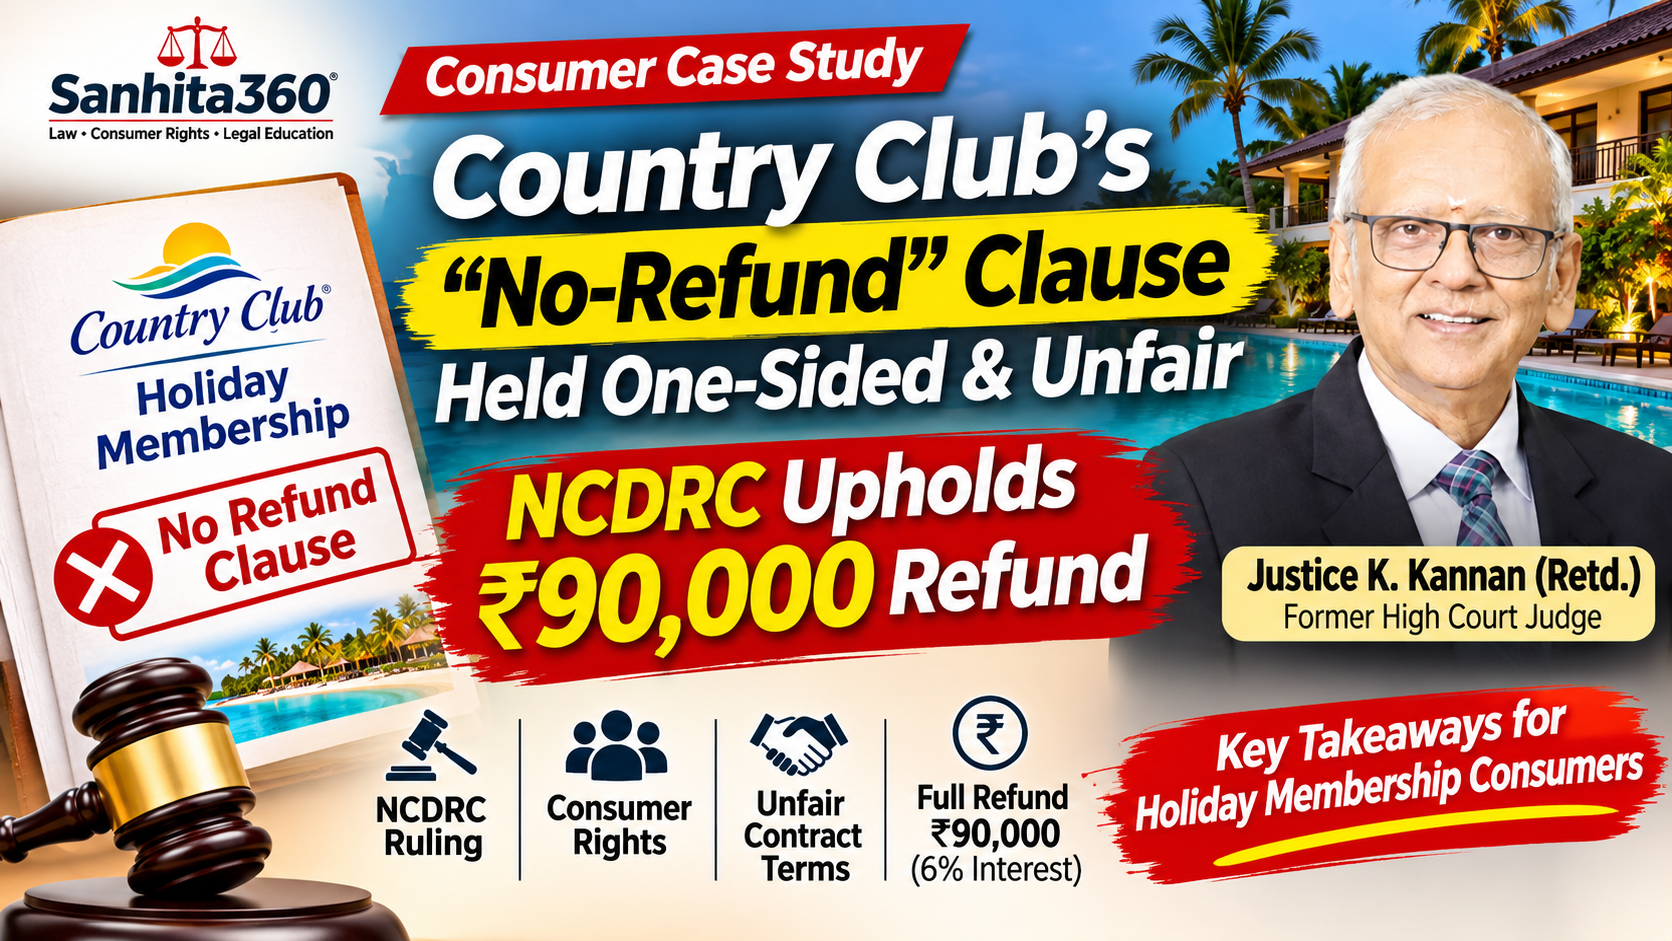 Sanhita360®
Law • Consumer Rights • Legal Education
Consumer Case Study
Country Club's
“No-Refund” Clause
Held One-Sided & Unfair
NCDRC Upholds
₹90,000 Refund
Country Club®
Holiday
Membership
No Refund
Clause
Justice K. Kannan (Retd.)
Former High Court Judge
NCDRC
Ruling
Consumer
Rights
Unfair
Contract
Terms
Full Refund
₹90,000
(6% Interest)
Key Takeaways for
Holiday Membership Consumers